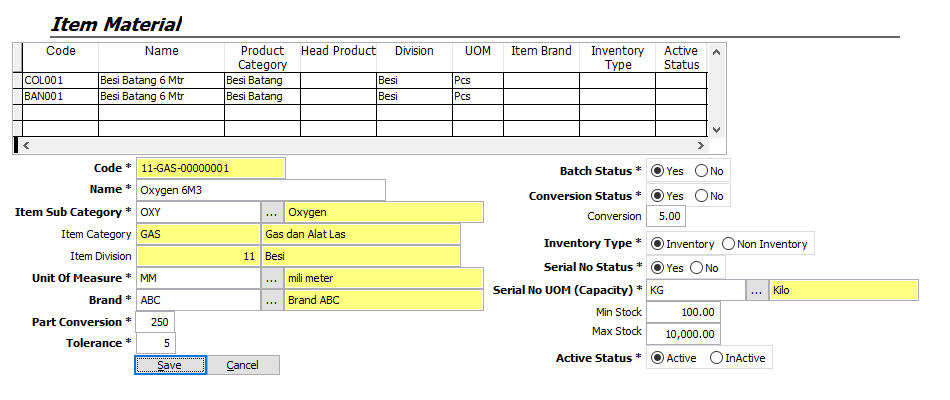 Item Material
Code Name Product Category Head Product Division UOM Item Brand Inventory Type Active Status
COL001 Besi Batang 6 Mtr Besi Batang Besi Pcs
BAN001 Besi Batang 6 Mtr Besi Batang Besi Pcs
Code * 11-GAS-00000001
Name * Oxygen 6M3
Item Sub Category * OXY ... Oxygen
Item Category GAS Gas dan Alat Las
Item Division 11 Besi
Unit Of Measure * MM ... mili meter
Brand * ABC ... Brand ABC
Part Conversion * 250
Tolerance * 5
Save Cancel
Batch Status * Yes No
Conversion Status * Yes No
Conversion 5.00
Inventory Type * Inventory Non Inventory
Serial No Status * Yes No
Serial No UOM (Capacity) * KG ... Kilo
Min Stock 100.00
Max Stock 10,000.00
Active Status * Active InActive